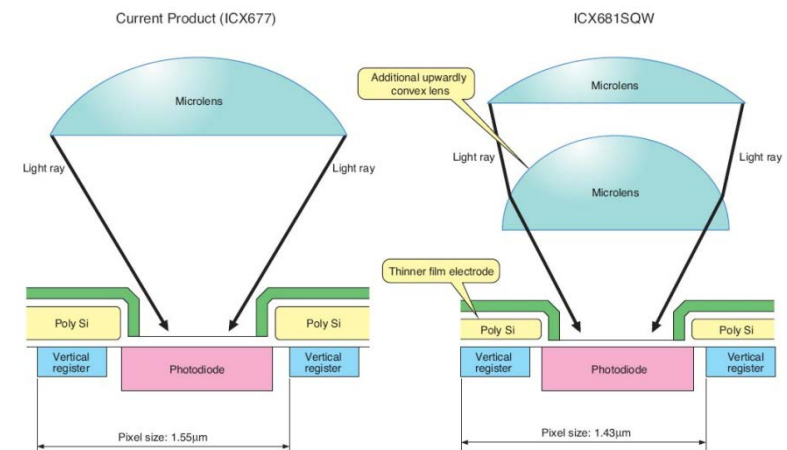 Current Product (ICX677)
Microlens
Light ray
Light ray
Poly Si
Poly Si
Vertical
register
Photodiode
Vertical
register
Pixel size: 1.55μm
ICX681SQW
Additional upwardly
convex lens
Microlens
Light ray
Light ray
Microlens
Thinner film electrode
Poly Si
Poly Si
Vertical
register
Photodiode
Vertical
register
Pixel size: 1.43μm